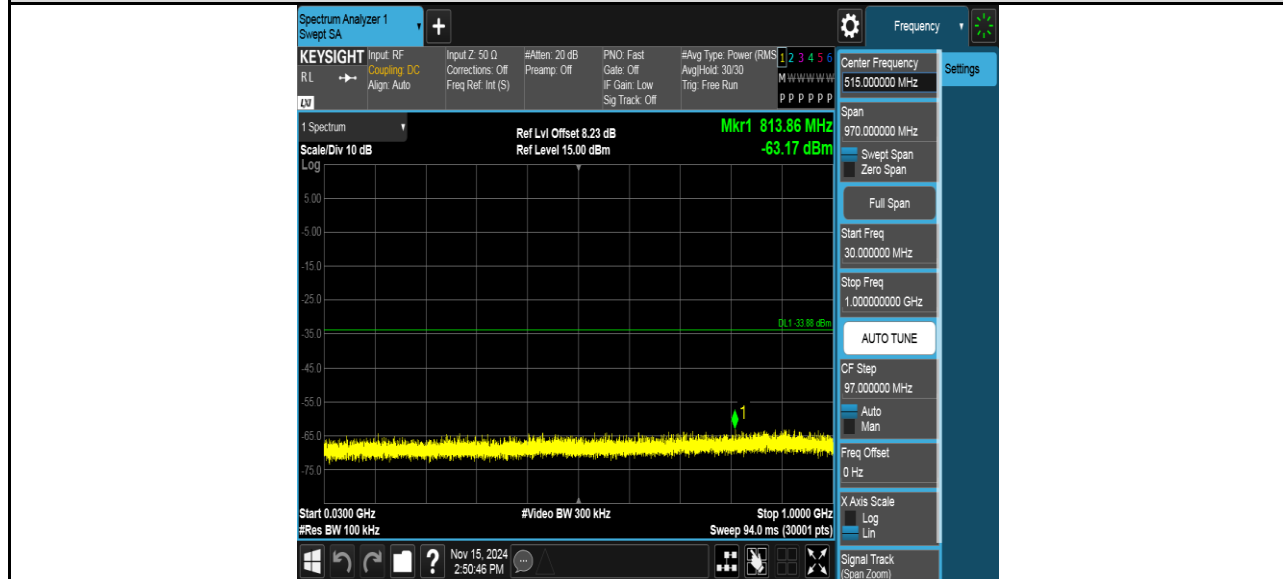 Spectrum Analyzer 1
Swept SA
Frequency
KEYSIGHT
RL
LXI
Input: RF
Coupling: DC
Align: Auto
Input Z: 50 Ω
Corrections: Off
Freq Ref: Int (S)
#Atten: 20 dB
Preamp: Off
PNO: Fast
Gate: Off
IF Gain: Low
Sig Track: Off
#Avg Type: Power (RMS
Avg|Hold: 30/30
Trig: Free Run
1 2 3 4 5 6
M W W W W W
P P P P P P
1 Spectrum
Scale/Div 10 dB
Log
Ref Lvl Offset 8.23 dB
Ref Level 15.00 dBm
Mkr1 813.86 MHz
-63.17 dBm
5.00
-5.00
-15.0
-25.0
-35.0
-45.0
-55.0
-65.0
-75.0
DL1 -33.88 dBm
1
Start 0.0300 GHz
#Res BW 100 kHz
#Video BW 300 kHz
Stop 1.0000 GHz
Sweep 94.0 ms (30001 pts)
?
Nov 15, 2024
2:50:46 PM
Center Frequency
515.000000 MHz
Settings
Span
970.000000 MHz
Swept Span
Zero Span
Full Span
Start Freq
30.000000 MHz
Stop Freq
1.000000000 GHz
AUTO TUNE
CF Step
97.000000 MHz
Auto
Man
Freq Offset
0 Hz
X Axis Scale
Log
Lin
Signal Track
(Span Zoom)